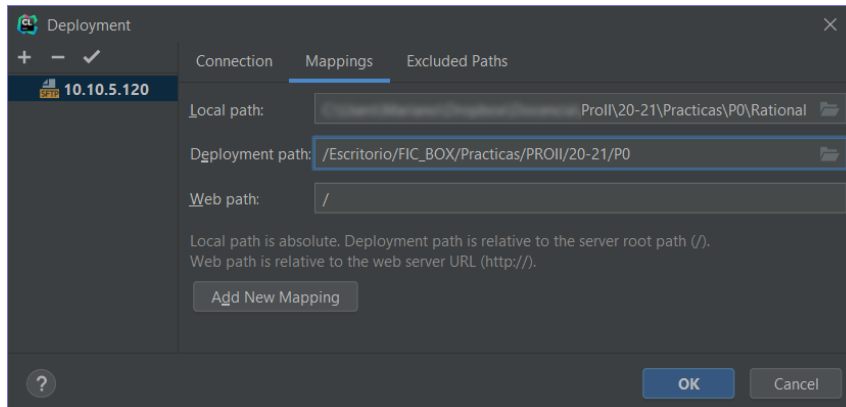 CL Deployment
Connection Mappings Excluded Paths
SFTP 10.10.5.120
Local path: ProII\20-21\Practicas\P0\Rational
Deployment path: /Escritorio/FIC_BOX/Practicas/PROII/20-21/P0
Web path: /
Local path is absolute. Deployment path is relative to the server root path (/).
Web path is relative to the web server URL (http://).
Add New Mapping
? OK Cancel